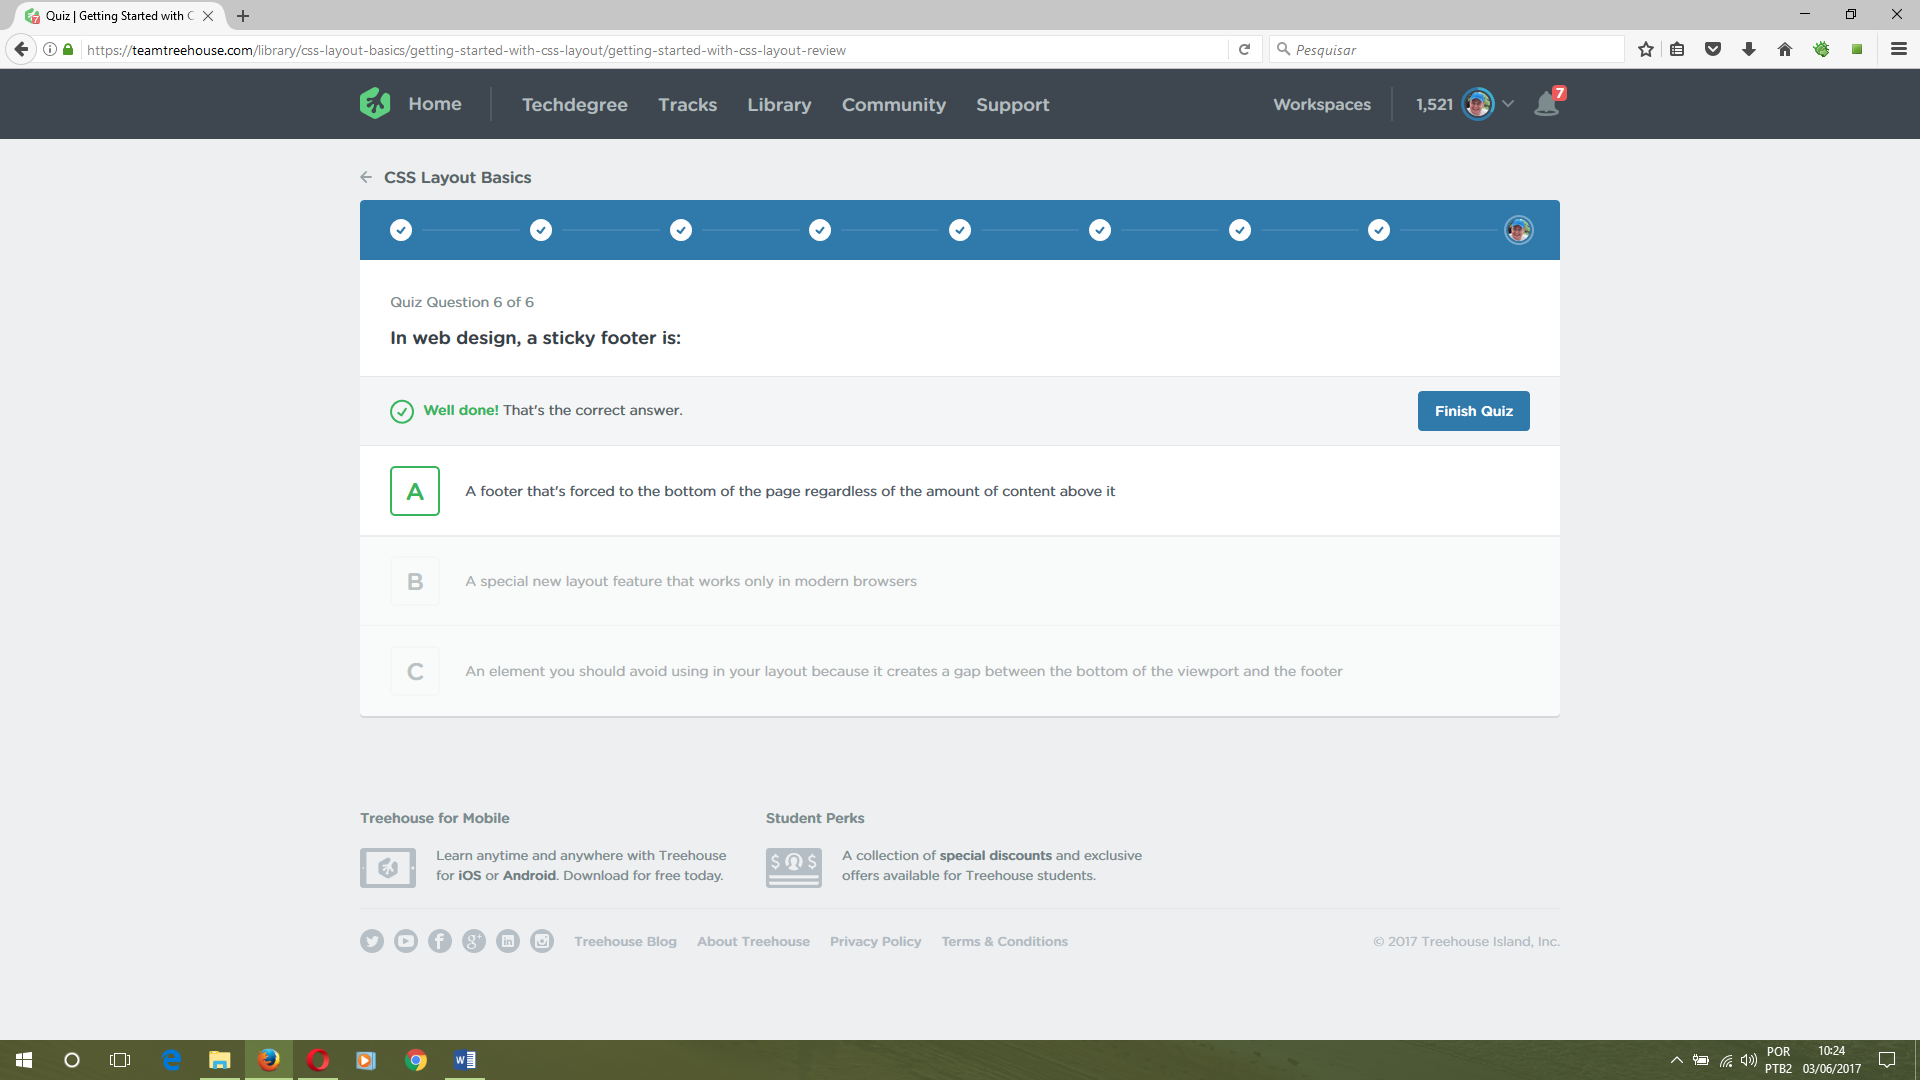 Quiz | Getting Started with C
https://teamtreehouse.com/library/css-layout-basics/getting-started-with-css-layout/getting-started-with-css-layout-review
Pesquisar
Home
Techdegree
Tracks
Library
Community
Support
Workspaces
1,521
7
CSS Layout Basics
Quiz Question 6 of 6
In web design, a sticky footer is:
Well done! That's the correct answer.
Finish Quiz
A
A footer that's forced to the bottom of the page regardless of the amount of content above it
B
A special new layout feature that works only in modern browsers
C
An element you should avoid using in your layout because it creates a gap between the bottom of the viewport and the footer
Treehouse for Mobile
Learn anytime and anywhere with Treehouse
for iOS or Android. Download for free today.
Student Perks
A collection of special discounts and exclusive
offers available for Treehouse students.
Treehouse Blog
About Treehouse
Privacy Policy
Terms & Conditions
© 2017 Treehouse Island, Inc.
POR
PTB2
10:24
03/06/2017